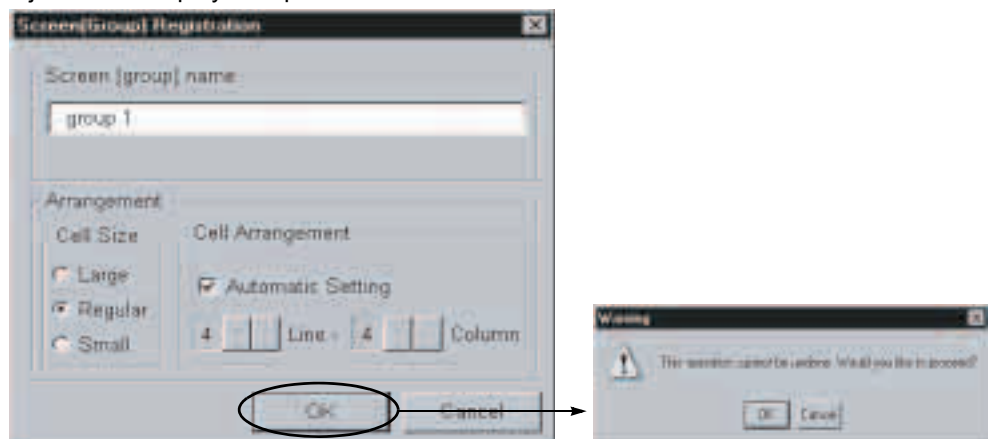 Screen(Group) Registration
Screen (group) name
group 1
Arrangement
Cell Size
Cell Arrangement
Large
Automatic Setting
Regular
4 Line - 4 Column
Small
OK Cancel
Warning
This operation cannot be undone. Would you like to proceed?
OK Cancel